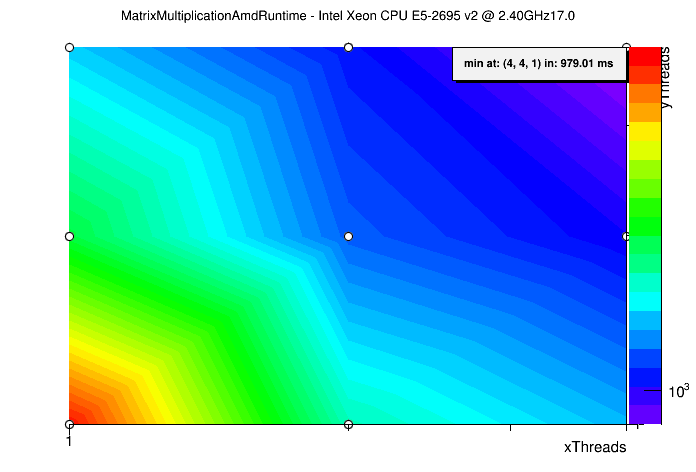 MatrixMultiplicationAmdRuntime - Intel Xeon CPU E5-2695 v2 @ 2.40GHz17.0
min at: (4, 4, 1) in: 979.01 ms
yThreads
10³
1
xThreads